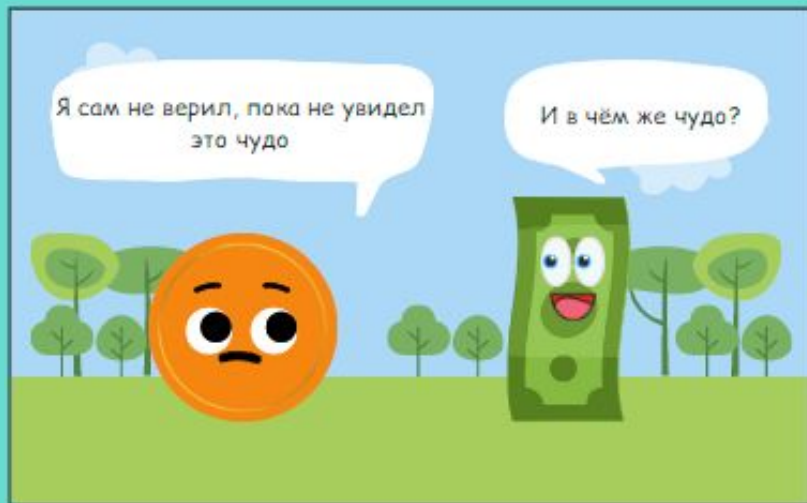 Я сам не верил, пока не увидел
это чудо
И в чём же чудо?